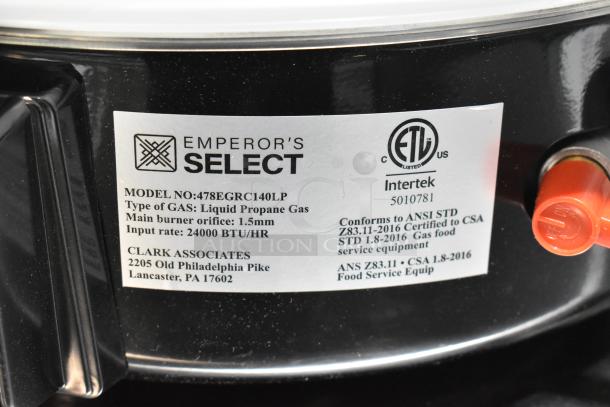 EMPEROR'S
SELECT
MODEL NO:478EGRC140LP
Type of GAS: Liquid Propane Gas
Main burner orifice: 1.5mm
Input rate: 24000 BTU/HR
CLARK ASSOCIATES
2205 Old Philadelphia Pike
Lancaster, PA 17602
C ETL US
LISTED
Intertek
5010781
Conforms to ANSI STD
Z83.11-2016 Certified to CSA
STD 1.8-2016 Gas food
service equipment
ANS Z83.11 • CSA 1.8-2016
Food Service Equip
AUCTION